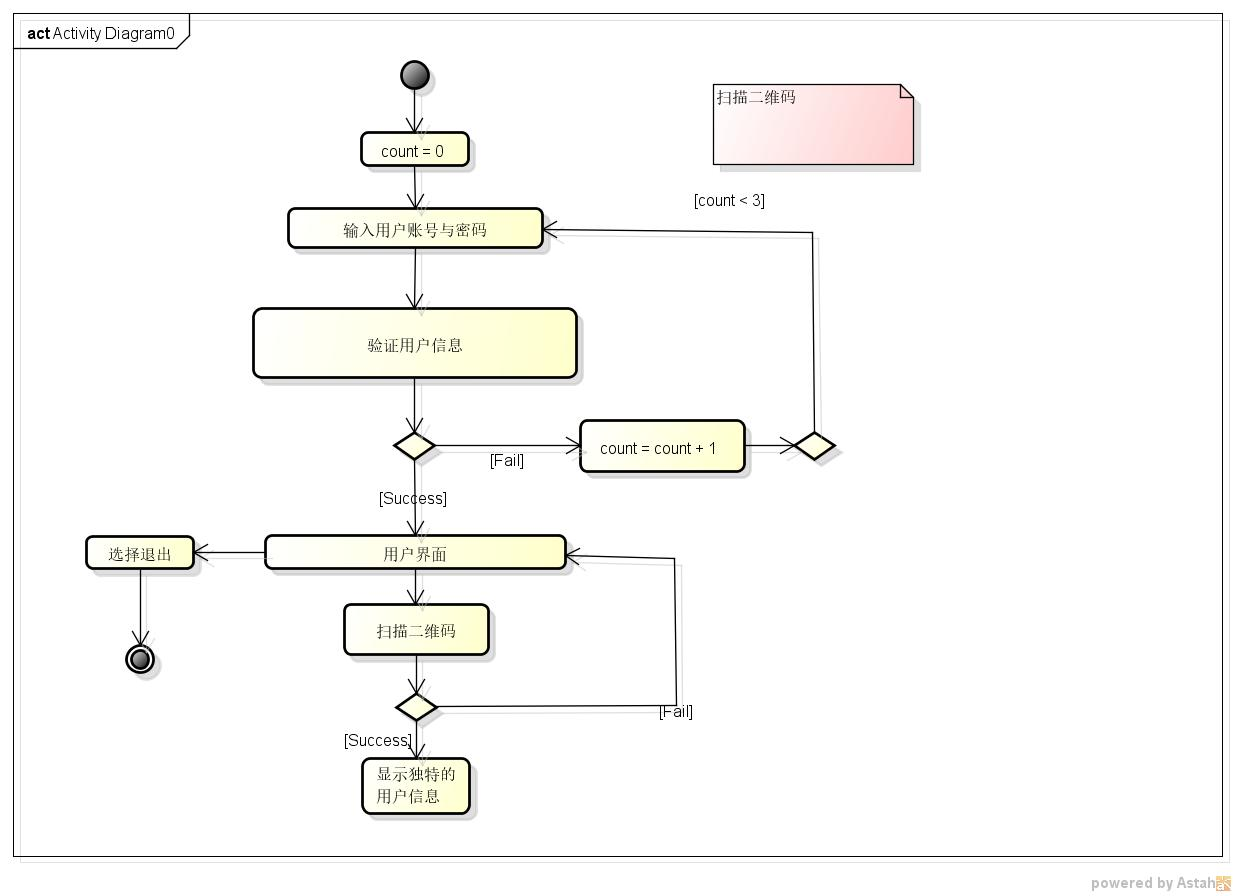 act Activity Diagram0
扫描二维码
count = 0
[count < 3]
输入用户账号与密码
验证用户信息
count = count + 1
[Fail]
[Success]
选择退出
用户界面
扫描二维码
[Fail]
[Success]
显示独特的
用户信息
powered by Astah